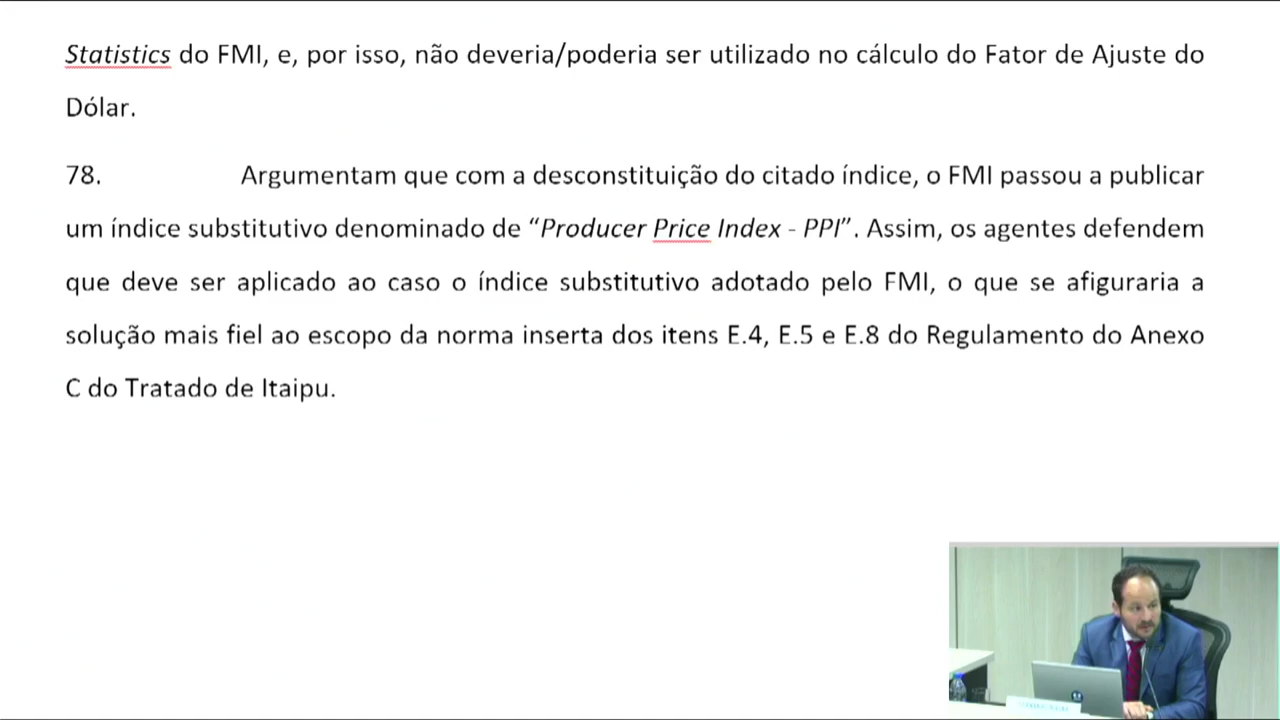 Statistics do FMI, e, por isso, não deveria/poderia ser utilizado no cálculo do Fator de Ajuste do
Dólar.
78. Argumentam que com a desconstituição do citado índice, o FMI passou a publicar
um índice substitutivo denominado de “Producer Price Index - PPI”. Assim, os agentes defendem
que deve ser aplicado ao caso o índice substitutivo adotado pelo FMI, o que se afiguraria a
solução mais fiel ao escopo da norma inserta dos itens E.4, E.5 e E.8 do Regulamento do Anexo
C do Tratado de Itaipu.